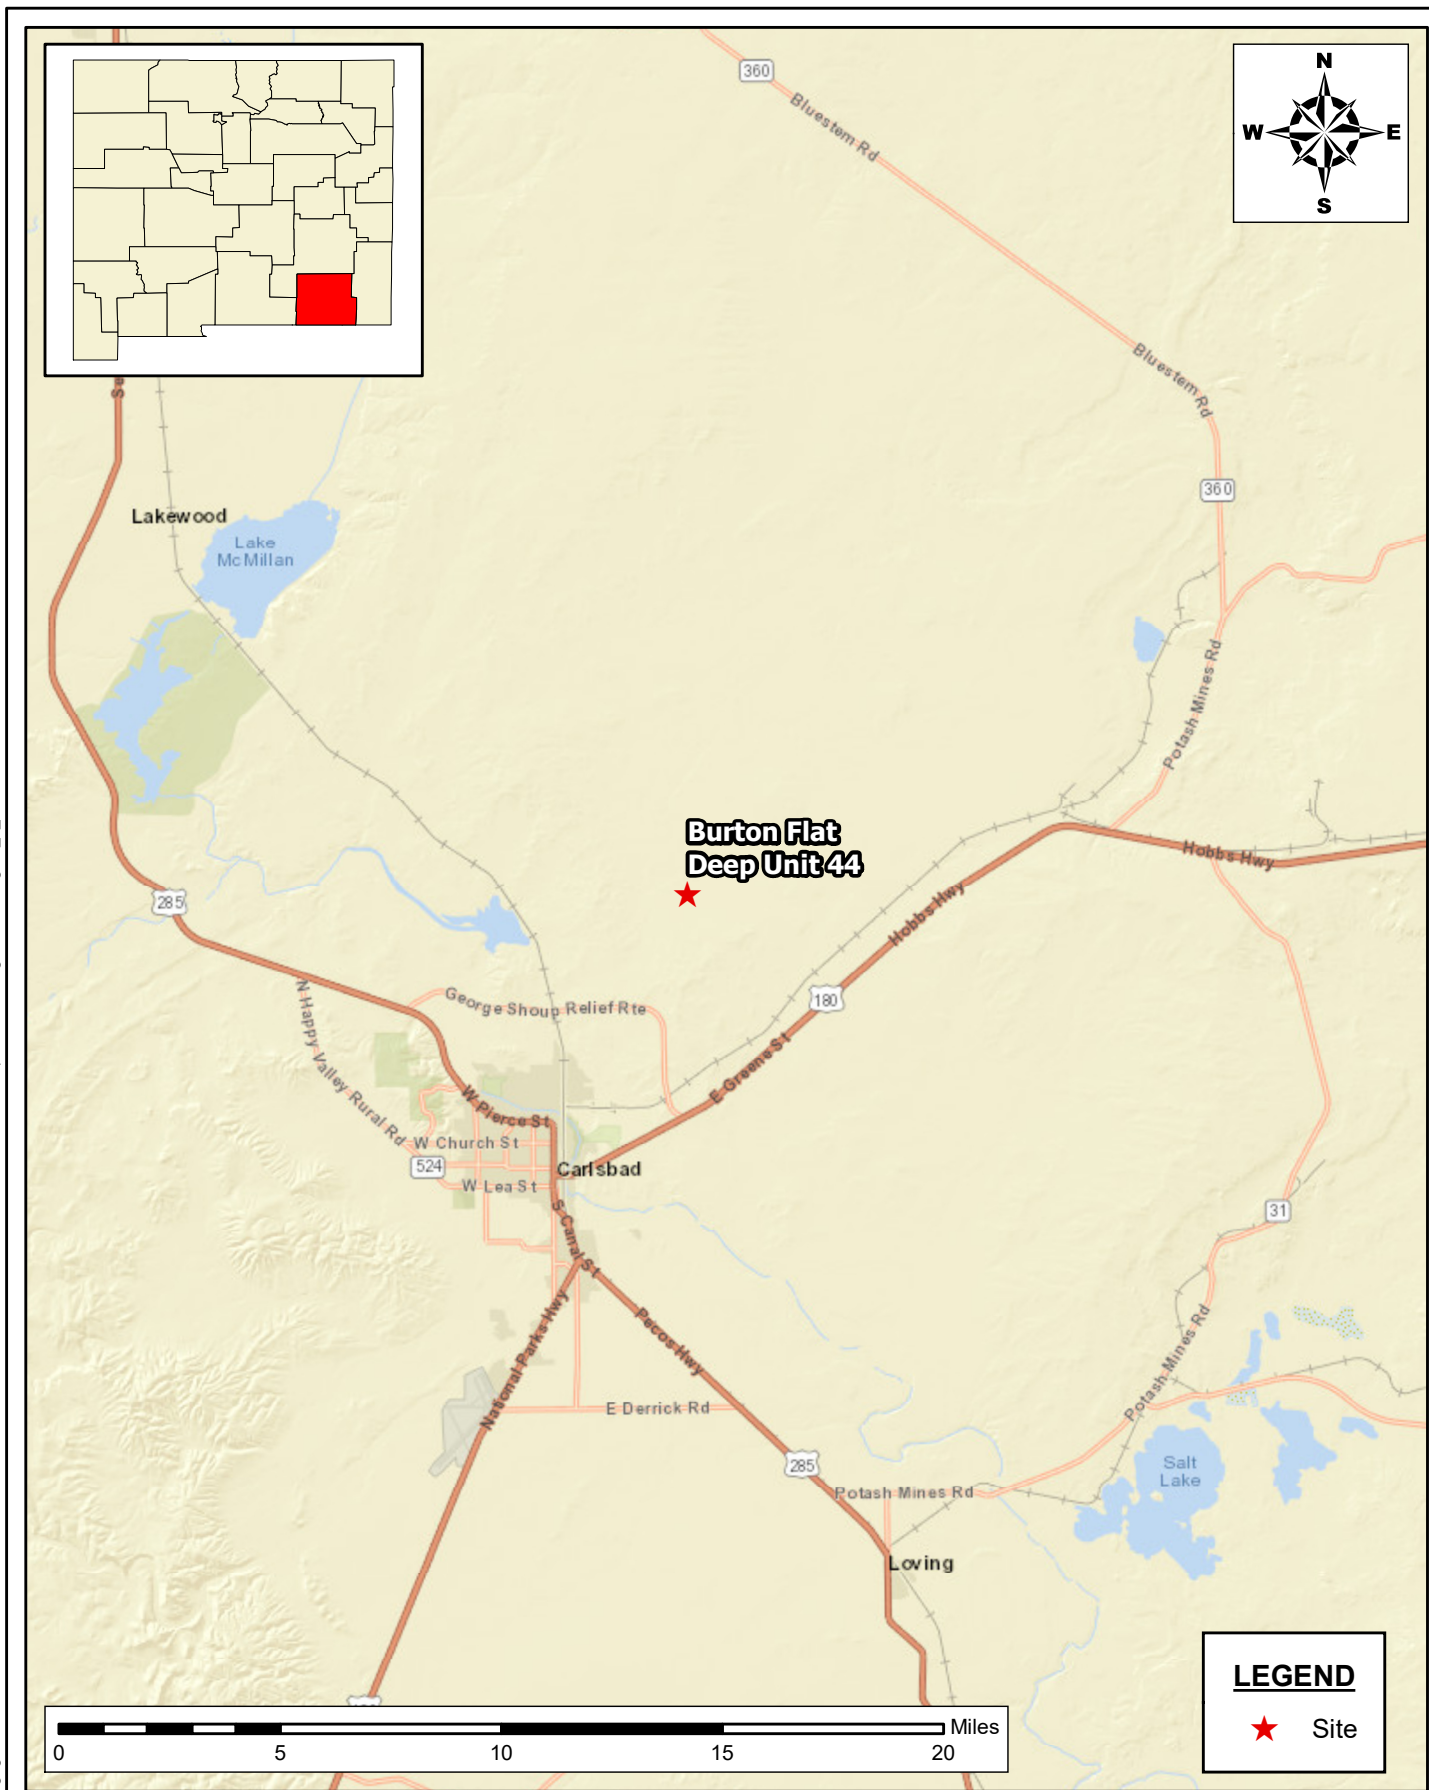 360
Bluestem Rd
N
W
E
S
Bluestem Rd
360
Lakewood
Lake
McMillan
Potash Mines Rd
Burton Flat
Deep Unit 44
Hobbs Hwy
285
Hobbs Hwy
N Happy Valley Rural Rd
George Shoup Relief Rte
180
E Greene St
W Pierce St
W Church St
524
Carlsbad
W Lea St
S Canal St
31
National Parks Hwy
Pecos Hwy
Potash Mines Rd
E Derrick Rd
285
Salt
Lake
Potash Mines Rd
Loving
LEGEND
Site
Miles
0
5
10
15
20